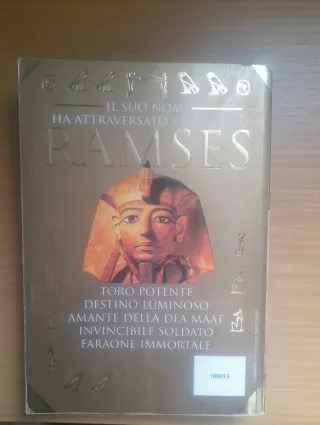 IL SUO NOME
HA ATTRAVERSATO
RAMSES
TORO POTENTE
DESTINO LUMINOSO
AMANTE DELLA DEA MAAT
INVINCIBILE SOLDATO
FARAONE IMMORTALE